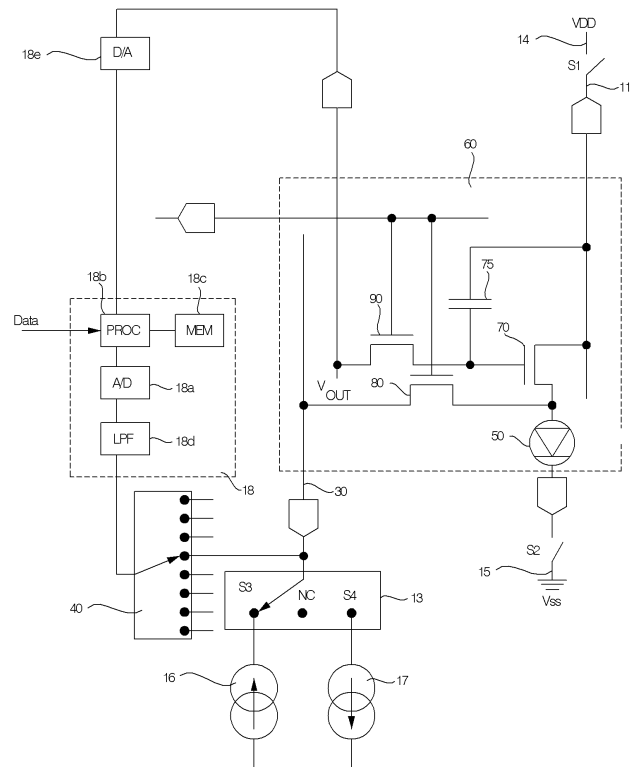 VDD
14
S1
11
D/A
18e
60
18b
18c
75
90
70
Data
PROC
MEM
A/D
18a
VOUT
80
50
LPF
18d
18
30
S2
15
Vss
40
S3
NC
S4
13
16
17